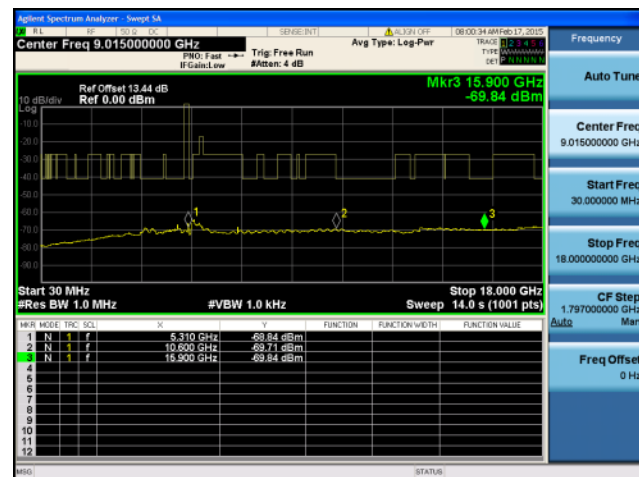 Agilent Spectrum Analyzer - Swept SA
RL RF 50 Ω DC SENSE:INT ALIGN OFF 08:00:34 AM Feb 17, 2015
Center Freq 9.015000000 GHz
PNO: Fast
IFGain:Low
Trig: Free Run
#Atten: 4 dB
Avg Type: Log-Pwr
TRACE 1 2 3 4 5 6
TYPE
DET P N N N N N
Ref Offset 13.44 dB
10 dB/div Ref 0.00 dBm
Log
Mkr3 15.900 GHz
-69.84 dBm
-10.0
-20.0
-30.0
-40.0
-50.0
-60.0
-70.0
-80.0
-90.0
1
2
3
Start 30 MHz Stop 18.000 GHz
#Res BW 1.0 MHz #VBW 1.0 kHz Sweep 14.0 s (1001 pts)
MKR MODE TRC SCL X Y FUNCTION FUNCTION WIDTH FUNCTION VALUE
1 N 1 f 5.310 GHz -68.84 dBm
2 N 1 f 10.600 GHz -69.71 dBm
3 N 1 f 15.900 GHz -69.84 dBm
4
5
6
7
8
9
10
11
12
MSG STATUS
Frequency
Auto Tune
Center Freq
9.015000000 GHz
Start Freq
30.000000 MHz
Stop Freq
18.000000000 GHz
CF Step
1.797000000 GHz
Auto Man
Freq Offset
0 Hz